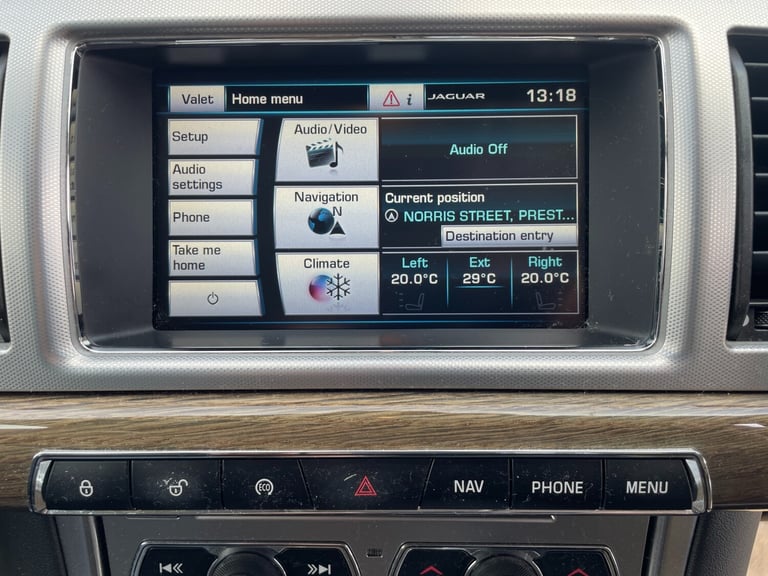 Valet
Home menu
i
JAGUAR
13:18
Setup
Audio
settings
Phone
Take me
home
Audio/Video
Audio Off
Navigation
N
Current position
NORRIS STREET, PREST...
Destination entry
Climate
Left
20.0°C
Ext
29°C
Right
20.0°C
ECO
NAV
PHONE
MENU